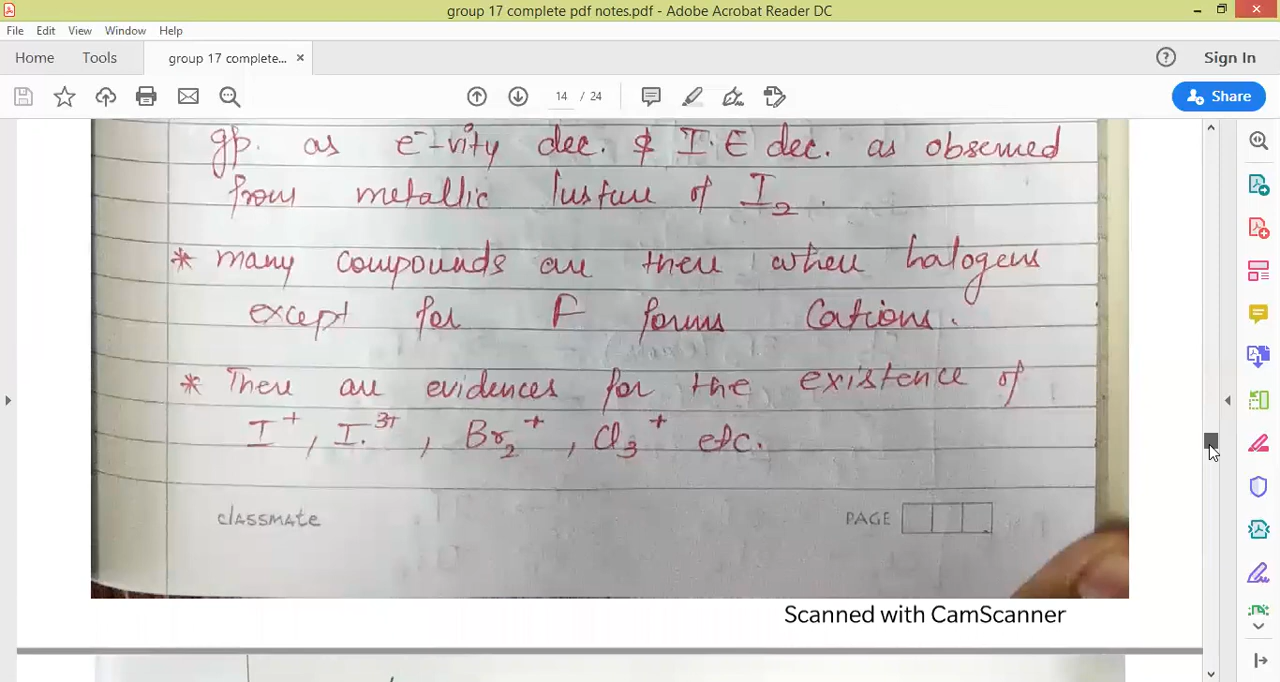 group 17 complete pdf notes.pdf - Adobe Acrobat Reader DC
File Edit View Window Help
Home Tools group 17 complete... × Sign In
14 / 24 Share
gp. as e⁻-vity dec. & I.E dec. as observed
from metallic lusture of I₂.
* Many compounds are there where halogens
except for F forms Cations.
* There are evidences for the existence of
I⁺, I.³⁺, Br₂⁺, Cl₃⁺ etc.
classmate PAGE
Scanned with CamScanner